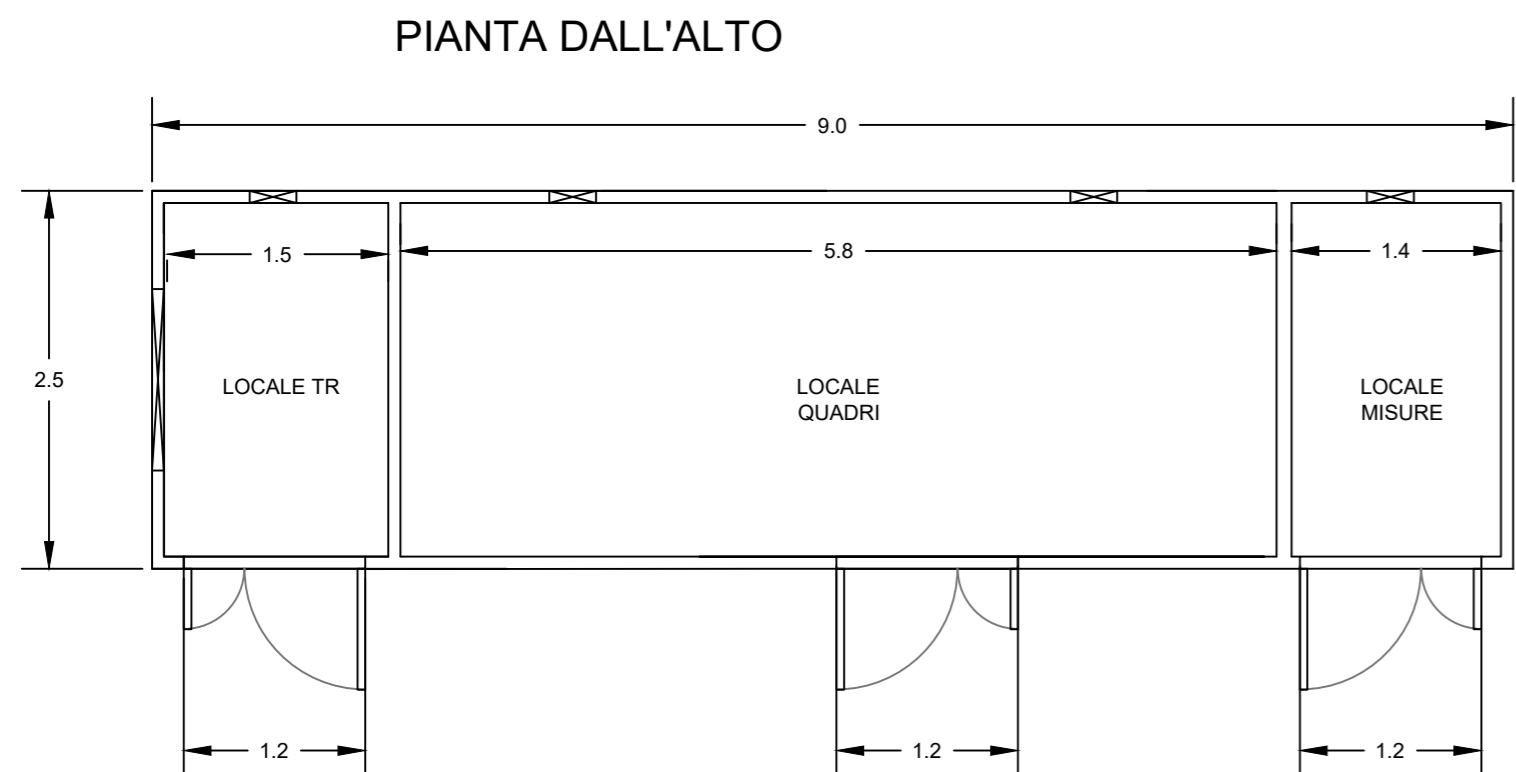 PIANTA DALL'ALTO
9.0
1.5
5.8
1.4
2.5
LOCALE TR
LOCALE
QUADRI
LOCALE
MISURE
1.2
1.2
1.2